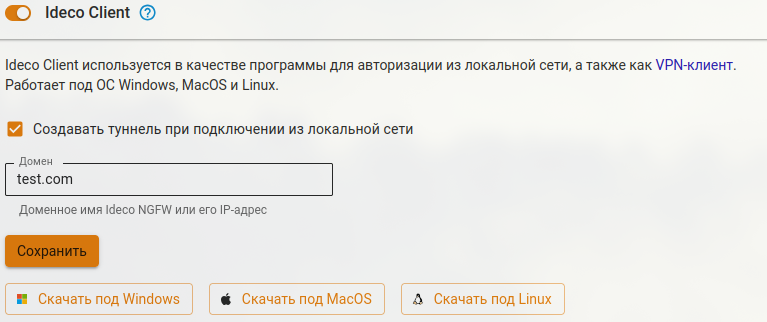 Ideco Client ?
Ideco Client используется в качестве программы для авторизации из локальной сети, а также как VPN-клиент.
Работает под ОС Windows, MacOS и Linux.
Создавать туннель при подключении из локальной сети
Домен
test.com
Доменное имя Ideco NGFW или его IP-адрес
Сохранить
Скачать под Windows Скачать под MacOS Скачать под Linux